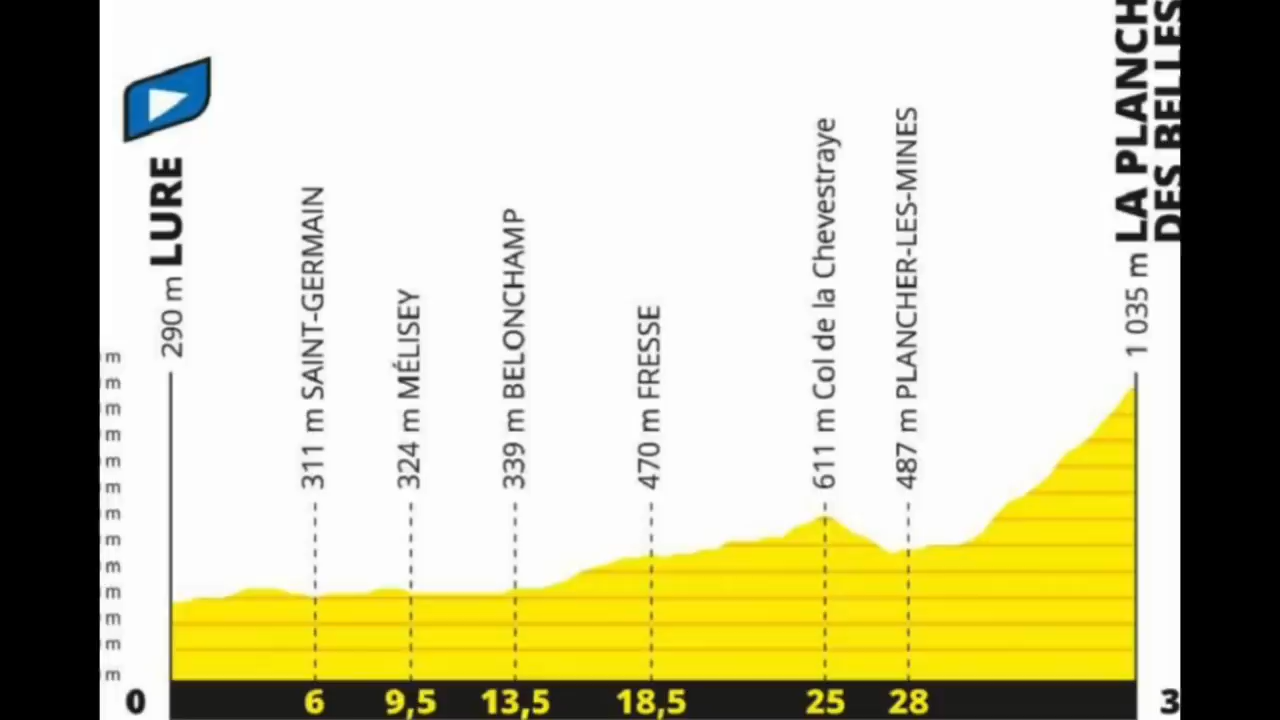 290 m LURE
311 m SAINT-GERMAIN
324 m MÉLISEY
339 m BELONCHAMP
470 m FRESSE
611 m Col de la Chevestraye
487 m PLANCHER-LES-MINES
1 035 m LA PLANCH
DES BELLES
m
m
m
m
m
m
m
m
m
m
m
m
m
0 6 9,5 13,5 18,5 25 28 3